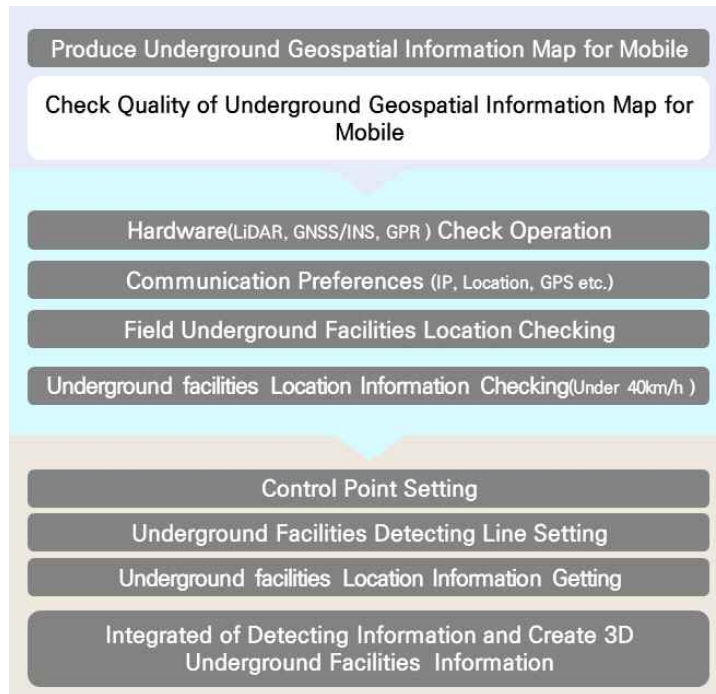 Produce Underground Geospatial Information Map for Mobile
Check Quality of Underground Geospatial Information Map for
Mobile
Hardware(LiDAR, GNSS/INS, GPR ) Check Operation
Communication Preferences (IP, Location, GPS etc.)
Field Underground Facilities Location Checking
Underground facilities Location Information Checking(Under 40km/h )
Control Point Setting
Underground Facilities Detecting Line Setting
Underground facilities Location Information Getting
Integrated of Detecting Information and Create 3D
Underground Facilities Information